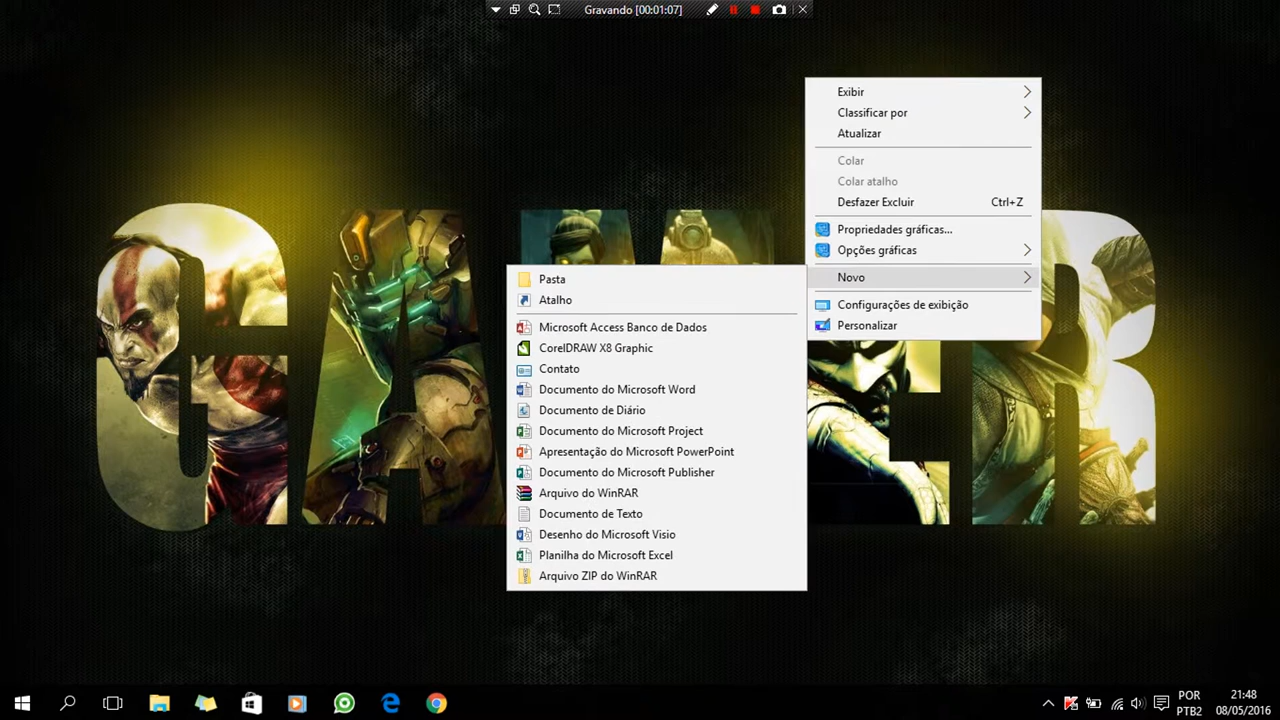 Gravando [00:01:07]
Exibir
Classificar por
Atualizar
Colar
Colar atalho
Desfazer Excluir Ctrl+Z
Propriedades gráficas...
Opções gráficas
Novo
Configurações de exibição
Personalizar
Pasta
Atalho
Microsoft Access Banco de Dados
CorelDRAW X8 Graphic
Contato
Documento do Microsoft Word
Documento de Diário
Documento do Microsoft Project
Apresentação do Microsoft PowerPoint
Documento do Microsoft Publisher
Arquivo do WinRAR
Documento de Texto
Desenho do Microsoft Visio
Planilha do Microsoft Excel
Arquivo ZIP do WinRAR
GAMER
POR 21:48
PTB2 08/05/2016